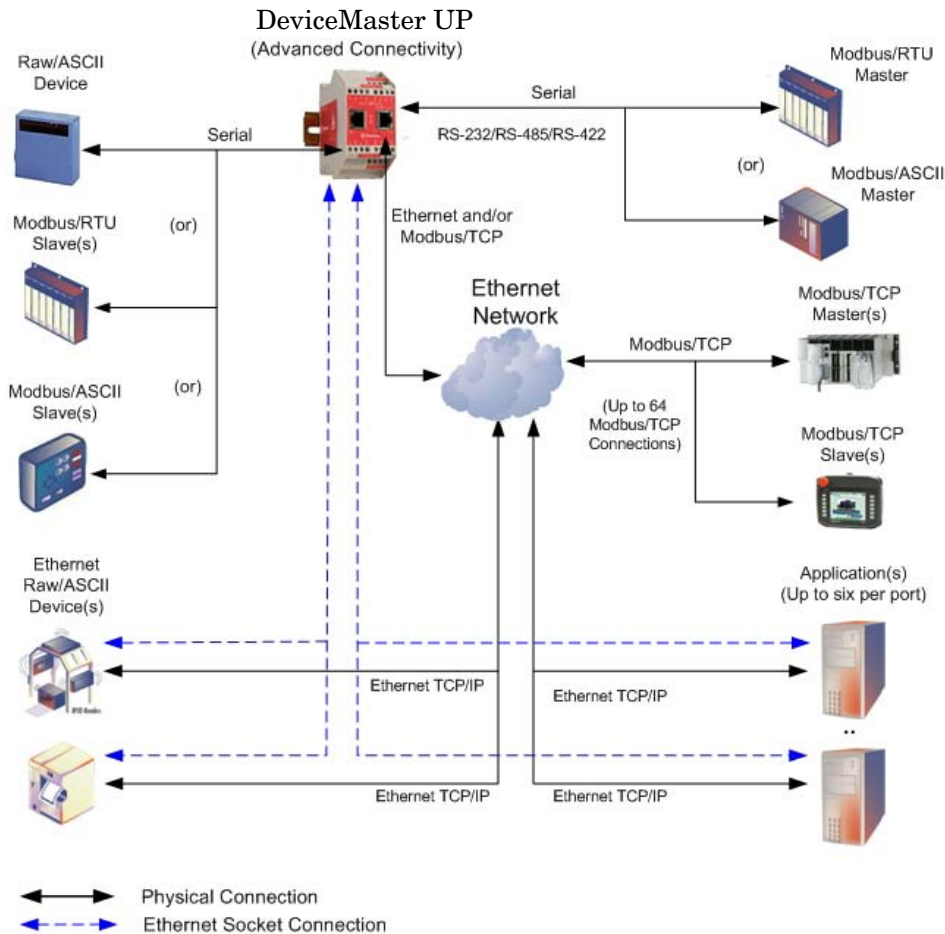 DeviceMaster UP
(Advanced Connectivity)
Raw/ASCII
Device
Serial
Modbus/RTU
Slave(s)
(or)
Modbus/ASCII
Slave(s)
(or)
Serial
RS-232/RS-485/RS-422
Modbus/RTU
Master
(or)
Modbus/ASCII
Master
Ethernet and/or
Modbus/TCP
Ethernet
Network
Modbus/TCP
(Up to 64
Modbus/TCP
Connections)
Modbus/TCP
Master(s)
Modbus/TCP
Slave(s)
Ethernet
Raw/ASCII
Device(s)
Application(s)
(Up to six per port)
Ethernet TCP/IP
Ethernet TCP/IP
..
Ethernet TCP/IP
Ethernet TCP/IP
Physical Connection
Ethernet Socket Connection